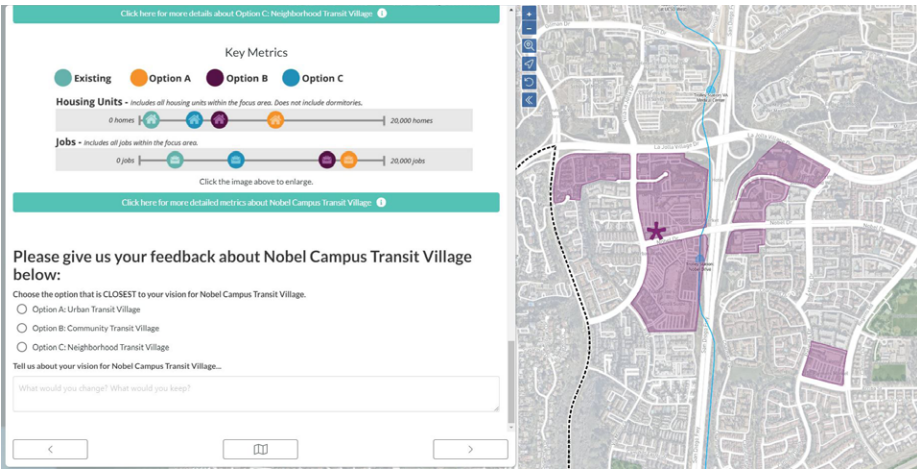 Click here for more details about Option C: Neighborhood Transit Village
Key Metrics
Existing
Option A
Option B
Option C
Housing Units - Includes all housing units within the focus area. Does not include dormitories.
0 homes
20,000 homes
Jobs - Includes all jobs within the focus area.
0 jobs
20,000 jobs
Click the image above to enlarge.
Click here for more detailed metrics about Nobel Campus Transit Village
Please give us your feedback about Nobel Campus Transit Village
below:
Choose the option that is CLOSEST to your vision for Nobel Campus Transit Village.
Option A: Urban Transit Village
Option B: Community Transit Village
Option C: Neighborhood Transit Village
Tell us about your vision for Nobel Campus Transit Village...
What would you change? What would you keep?
La Jolla Village Dr
Medical Center
Nobel Dr
Nobel Dr